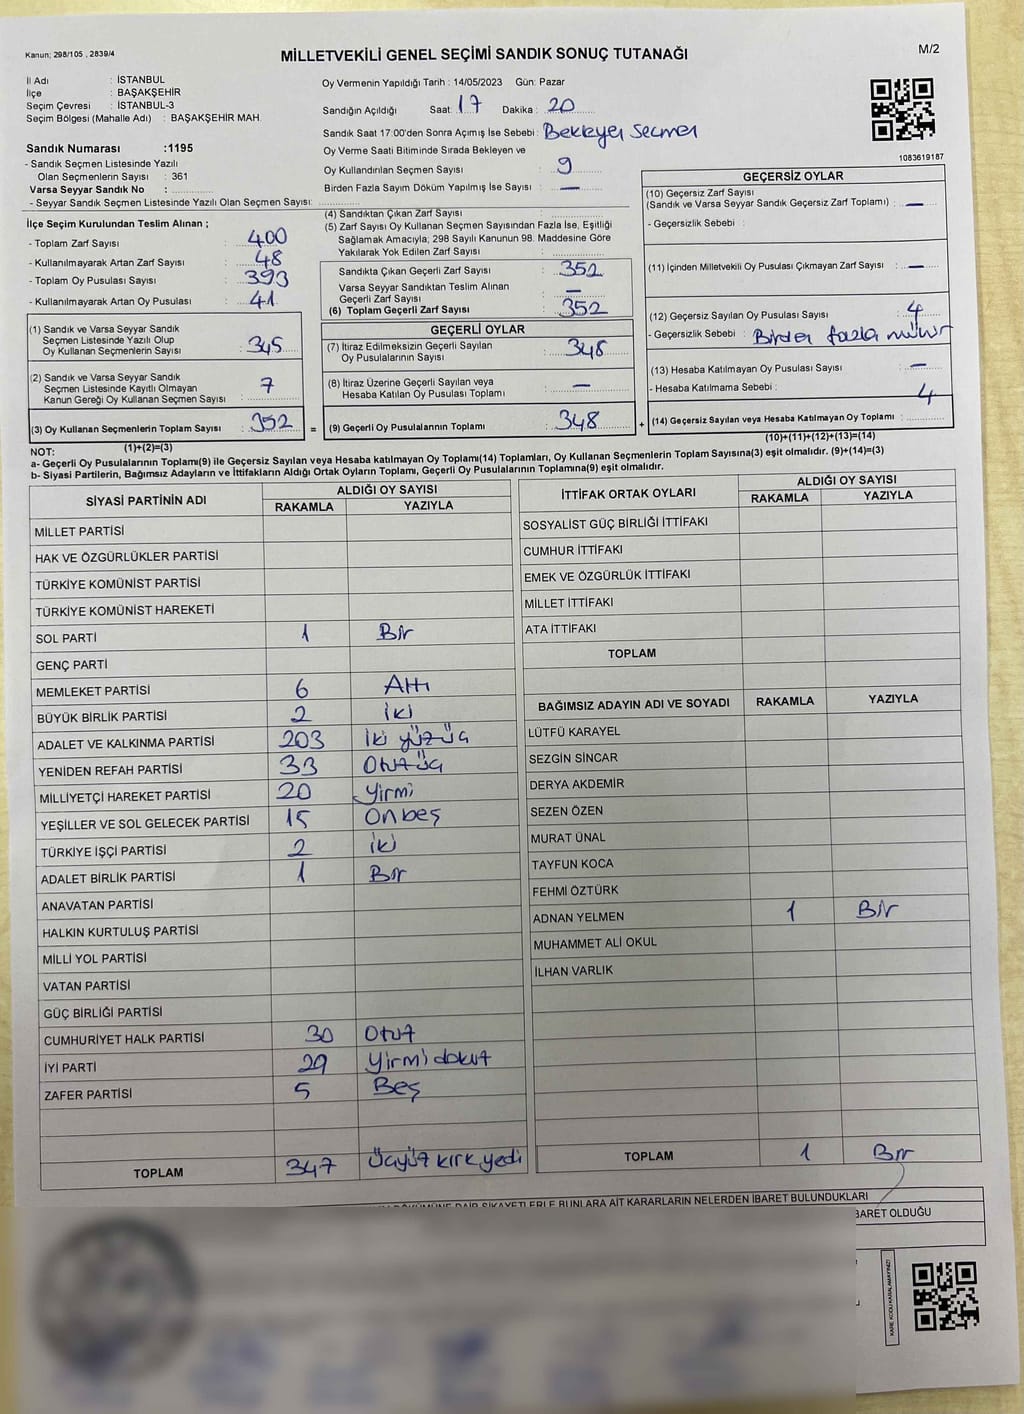 Kanun; 298/105 , 2839/4
MİLLETVEKİLİ GENEL SEÇİMİ SANDIK SONUÇ TUTANAĞI
M/2
İl Adı : İSTANBUL
İlçe : BAŞAKŞEHİR
Seçim Çevresi : İSTANBUL-3
Seçim Bölgesi (Mahalle Adı) : BAŞAKŞEHİR MAH.
Sandık Numarası :1195
- Sandık Seçmen Listesinde Yazılı
Olan Seçmenlerin Sayısı : 361
Varsa Seyyar Sandık No :
- Seyyar Sandık Seçmen Listesinde Yazılı Olan Seçmen Sayısı:
Oy Vermenin Yapıldığı Tarih : 14/05/2023 Gün: Pazar
Sandığın Açıldığı Saat: 17 Dakika : 20
Sandık Saat 17:00'den Sonra Açımış İse Sebebi : Bekleyen Seçmen
Oy Verme Saati Bitiminde Sırada Bekleyen ve
Oy Kullandırılan Seçmen Sayısı : 9
Birden Fazla Sayım Döküm Yapılmış İse Sayısı : —
1083619187
İlçe Seçim Kurulundan Teslim Alınan ;
- Toplam Zarf Sayısı : 400
- Kullanılmayarak Artan Zarf Sayısı : 48
- Toplam Oy Pusulası Sayısı : 393
- Kullanılmayarak Artan Oy Pusulası : 41
(1) Sandık ve Varsa Seyyar Sandık
Seçmen Listesinde Yazılı Olup
Oy Kullanan Seçmenlerin Sayısı : 345
(2) Sandık ve Varsa Seyyar Sandık
Seçmen Listesinde Kayıtlı Olmayan
Kanun Gereği Oy Kullanan Seçmen Sayısı : 7
(3) Oy Kullanan Seçmenlerin Toplam Sayısı : 352
(1)+(2)=(3)
(4) Sandıktan Çıkan Zarf Sayısı :
(5) Zarf Sayısı Oy Kullanan Seçmen Sayısından Fazla İse, Eşitliği
Sağlamak Amacıyla; 298 Sayılı Kanunun 98. Maddesine Göre
Yakılarak Yok Edilen Zarf Sayısı :
Sandıkta Çıkan Geçerli Zarf Sayısı : 352
Varsa Seyyar Sandıktan Teslim Alınan
Geçerli Zarf Sayısı : —
(6) Toplam Geçerli Zarf Sayısı : 352
GEÇERLİ OYLAR
(7) İtiraz Edilmeksizin Geçerli Sayılan
Oy Pusulalarının Sayısı : 348
(8) İtiraz Üzerine Geçerli Sayılan veya
Hesaba Katılan Oy Pusulası Toplamı : —
= (9) Geçerli Oy Pusulalarının Toplamı : 348 +
GEÇERSİZ OYLAR
(10) Geçersiz Zarf Sayısı
(Sandık ve Varsa Seyyar Sandık Geçersiz Zarf Toplamı) : —
- Geçersizlik Sebebi :
(11) İçinden Milletvekili Oy Pusulası Çıkmayan Zarf Sayısı : —
(12) Geçersiz Sayılan Oy Pusulası Sayısı : 4
- Geçersizlik Sebebi : Birden fazla mühür
(13) Hesaba Katılmayan Oy Pusulası Sayısı : —
- Hesaba Katılmama Sebebi :
(14) Geçersiz Sayılan veya Hesaba Katılmayan Oy Toplamı : 4
(10)+(11)+(12)+(13)=(14)
NOT:
a- Geçerli Oy Pusulalarının Toplamı(9) ile Geçersiz Sayılan veya Hesaba Katılmayan Oy Toplamı(14) Toplamları, Oy Kullanan Seçmenlerin Toplam Sayısına(3) eşit olmalıdır. (9)+(14)=(3)
b- Siyasi Partilerin, Bağımsız Adayların ve İttifakların Aldığı Ortak Oyların Toplamı, Geçerli Oy Pusulalarının Toplamına(9) eşit olmalıdır.
SİYASİ PARTİNİN ADI ALDIĞI OY SAYISI
RAKAMLA YAZIYLA
MİLLET PARTİSİ
HAK VE ÖZGÜRLÜKLER PARTİSİ
TÜRKİYE KOMÜNİST PARTİSİ
TÜRKİYE KOMÜNİST HAREKETİ
SOL PARTİ 1 Bir
GENÇ PARTİ
MEMLEKET PARTİSİ 6 Altı
BÜYÜK BİRLİK PARTİSİ 2 iki
ADALET VE KALKINMA PARTİSİ 203 iki yüzüç
YENİDEN REFAH PARTİSİ 33 Otuzüç
MİLLİYETÇİ HAREKET PARTİSİ 20 yirmi
YEŞİLLER VE SOL GELECEK PARTİSİ 15 Onbeş
TÜRKİYE İŞÇİ PARTİSİ 2 iki
ADALET BİRLİK PARTİSİ 1 Bir
ANAVATAN PARTİSİ
HALKIN KURTULUŞ PARTİSİ
MİLLİ YOL PARTİSİ
VATAN PARTİSİ
GÜÇ BİRLİĞİ PARTİSİ
CUMHURİYET HALK PARTİSİ 30 Otuz
İYİ PARTİ 29 yirmidokuz
ZAFER PARTİSİ 5 Beş
TOPLAM 347 Üçyüz kırk yedi
İTTİFAK ORTAK OYLARI ALDIĞI OY SAYISI
RAKAMLA YAZIYLA
SOSYALİST GÜÇ BİRLİĞİ İTTİFAKI
CUMHUR İTTİFAKI
EMEK VE ÖZGÜRLÜK İTTİFAKI
MİLLET İTTİFAKI
ATA İTTİFAKI
TOPLAM
BAĞIMSIZ ADAYIN ADI VE SOYADI RAKAMLA YAZIYLA
LÜTFÜ KARAYEL
SEZGİN SİNCAR
DERYA AKDEMİR
SEZEN ÖZEN
MURAT ÜNAL
TAYFUN KOCA
FEHMİ ÖZTÜRK
ADNAN YELMEN 1 Bir
MUHAMMET ALİ OKUL
İLHAN VARLIK
TOPLAM 1 Bir
DAİR ŞİKAYETLERLE BUNLARA AİT KARARLARIN NELERDEN İBARET BULUNDUKLARI
BARET OLDUĞU
KARE KODU KARALAMAYINIZ!